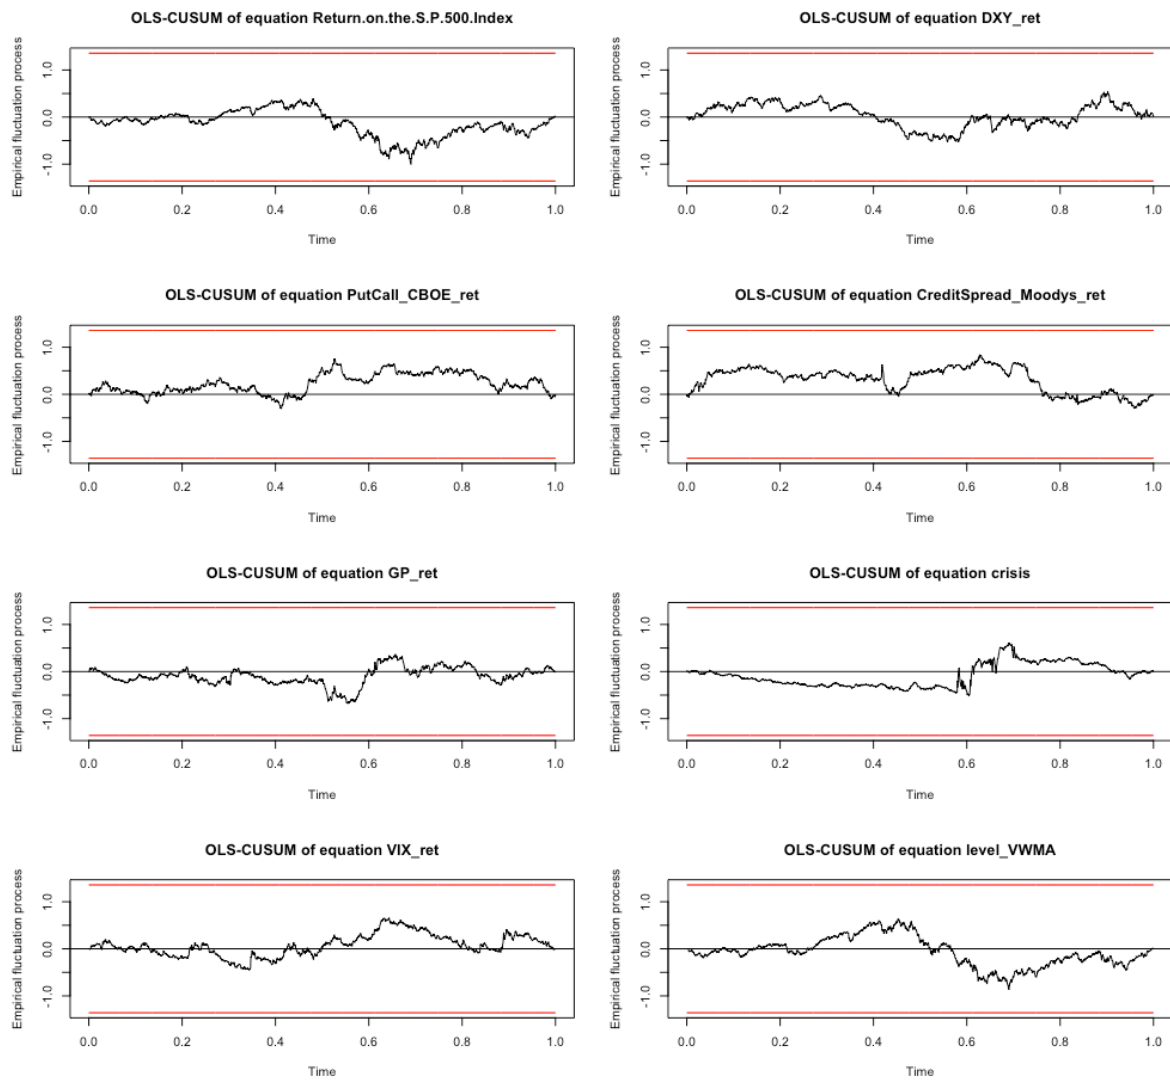 OLS-CUSUM of equation Return.on.the.S.P.500.Index
Empirical fluctuation process
1.0
0.0
-1.0
0.0 0.2 0.4 0.6 0.8 1.0
Time
OLS-CUSUM of equation DXY_ret
Empirical fluctuation process
1.0
0.0
-1.0
0.0 0.2 0.4 0.6 0.8 1.0
Time
OLS-CUSUM of equation PutCall_CBOE_ret
Empirical fluctuation process
1.0
0.0
-1.0
0.0 0.2 0.4 0.6 0.8 1.0
Time
OLS-CUSUM of equation CreditSpread_Moodys_ret
Empirical fluctuation process
1.0
0.0
-1.0
0.0 0.2 0.4 0.6 0.8 1.0
Time
OLS-CUSUM of equation GP_ret
Empirical fluctuation process
1.0
0.0
-1.0
0.0 0.2 0.4 0.6 0.8 1.0
Time
OLS-CUSUM of equation crisis
Empirical fluctuation process
1.0
0.0
-1.0
0.0 0.2 0.4 0.6 0.8 1.0
Time
OLS-CUSUM of equation VIX_ret
Empirical fluctuation process
1.0
0.0
-1.0
0.0 0.2 0.4 0.6 0.8 1.0
Time
OLS-CUSUM of equation level_VWMA
Empirical fluctuation process
1.0
0.0
-1.0
0.0 0.2 0.4 0.6 0.8 1.0
Time